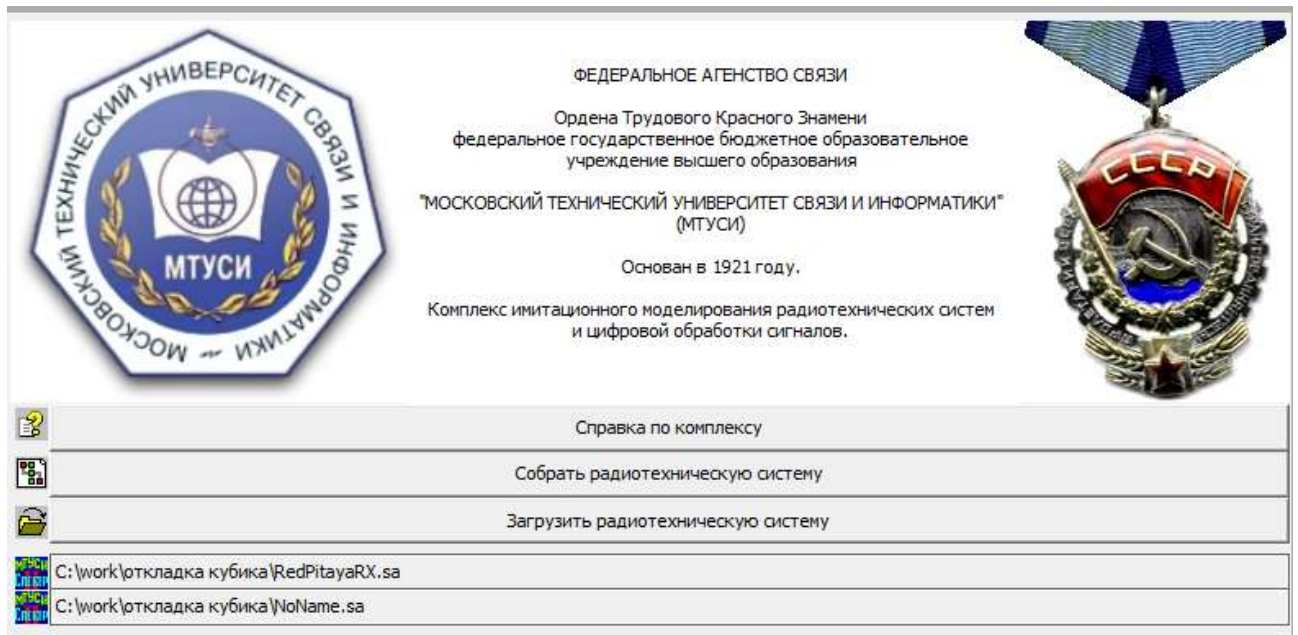 МОСКОВСКИЙ ТЕХНИЧЕСКИЙ УНИВЕРСИТЕТ СВЯЗИ И ИНФОРМАТИКИ
МТУСИ
ФЕДЕРАЛЬНОЕ АГЕНСТВО СВЯЗИ
Ордена Трудового Красного Знамени
федеральное государственное бюджетное образовательное
учреждение высшего образования
"МОСКОВСКИЙ ТЕХНИЧЕСКИЙ УНИВЕРСИТЕТ СВЯЗИ И ИНФОРМАТИКИ"
(МТУСИ)
Основан в 1921 году.
Комплекс имитационного моделирования радиотехнических систем
и цифровой обработки сигналов.
СССР
Справка по комплексу
Собрать радиотехническую систему
Загрузить радиотехническую систему
C:\work\откладка кубика\RedPitayaRX.sa
C:\work\откладка кубика\NoName.sa